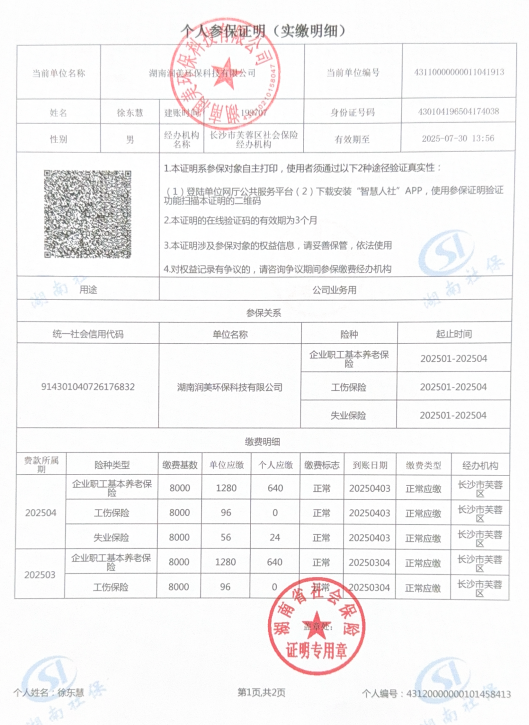 个人参保证明（实缴明细）
当前单位名称 湖南润美环保科技有限公司 当前单位编号 43110000000011041913
姓名 徐东慧 建账时间 199707 身份证号码 430104196504174038
性别 男 经办机构名称 长沙市芙蓉区社会保险经办机构 有效期至 2025-07-30 13:56
1.本证明系参保对象自主打印，使用者须通过以下2种途径验证真实性：
（1）登陆单位网厅公共服务平台（2）下载安装“智慧人社”APP，使用参保证明验证
功能扫描本证明的二维码
2.本证明的在线验证码的有效期为3个月
3.本证明涉及参保对象的权益信息，请妥善保管，依法使用
4.对权益记录有争议的，请咨询争议期间参保缴费经办机构
用途 公司业务用
参保关系
统一社会信用代码 单位名称 险种 起止时间
914301040726176832 湖南润美环保科技有限公司 企业职工基本养老保险 202501-202504
工伤保险 202501-202504
失业保险 202501-202504
缴费明细
费款所属期 险种类型 缴费基数 单位应缴 个人应缴 缴费标志 到账日期 缴费类型 经办机构
202504 企业职工基本养老保险 8000 1280 640 正常 20250403 正常应缴 长沙市芙蓉区
工伤保险 8000 96 0 正常 20250403 正常应缴 长沙市芙蓉区
失业保险 8000 56 24 正常 20250403 正常应缴 长沙市芙蓉区
202503 企业职工基本养老保险 8000 1280 640 正常 20250304 正常应缴 长沙市芙蓉区
工伤保险 8000 96 0 正常 20250304 正常应缴 长沙市芙蓉区
湖南省社会保险
证明专用章
湖南社保
个人姓名：徐东慧 第1页,共2页 个人编号：43120000000101458413